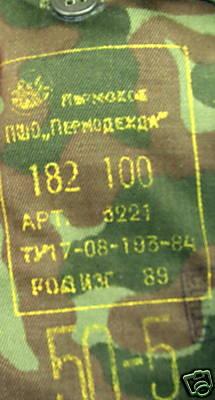 Пермское
ПШО „Пермодежда"
182 100
АРТ. 3221
ТУ17-08-193-84
ГОД ИЗГ 89
50-5